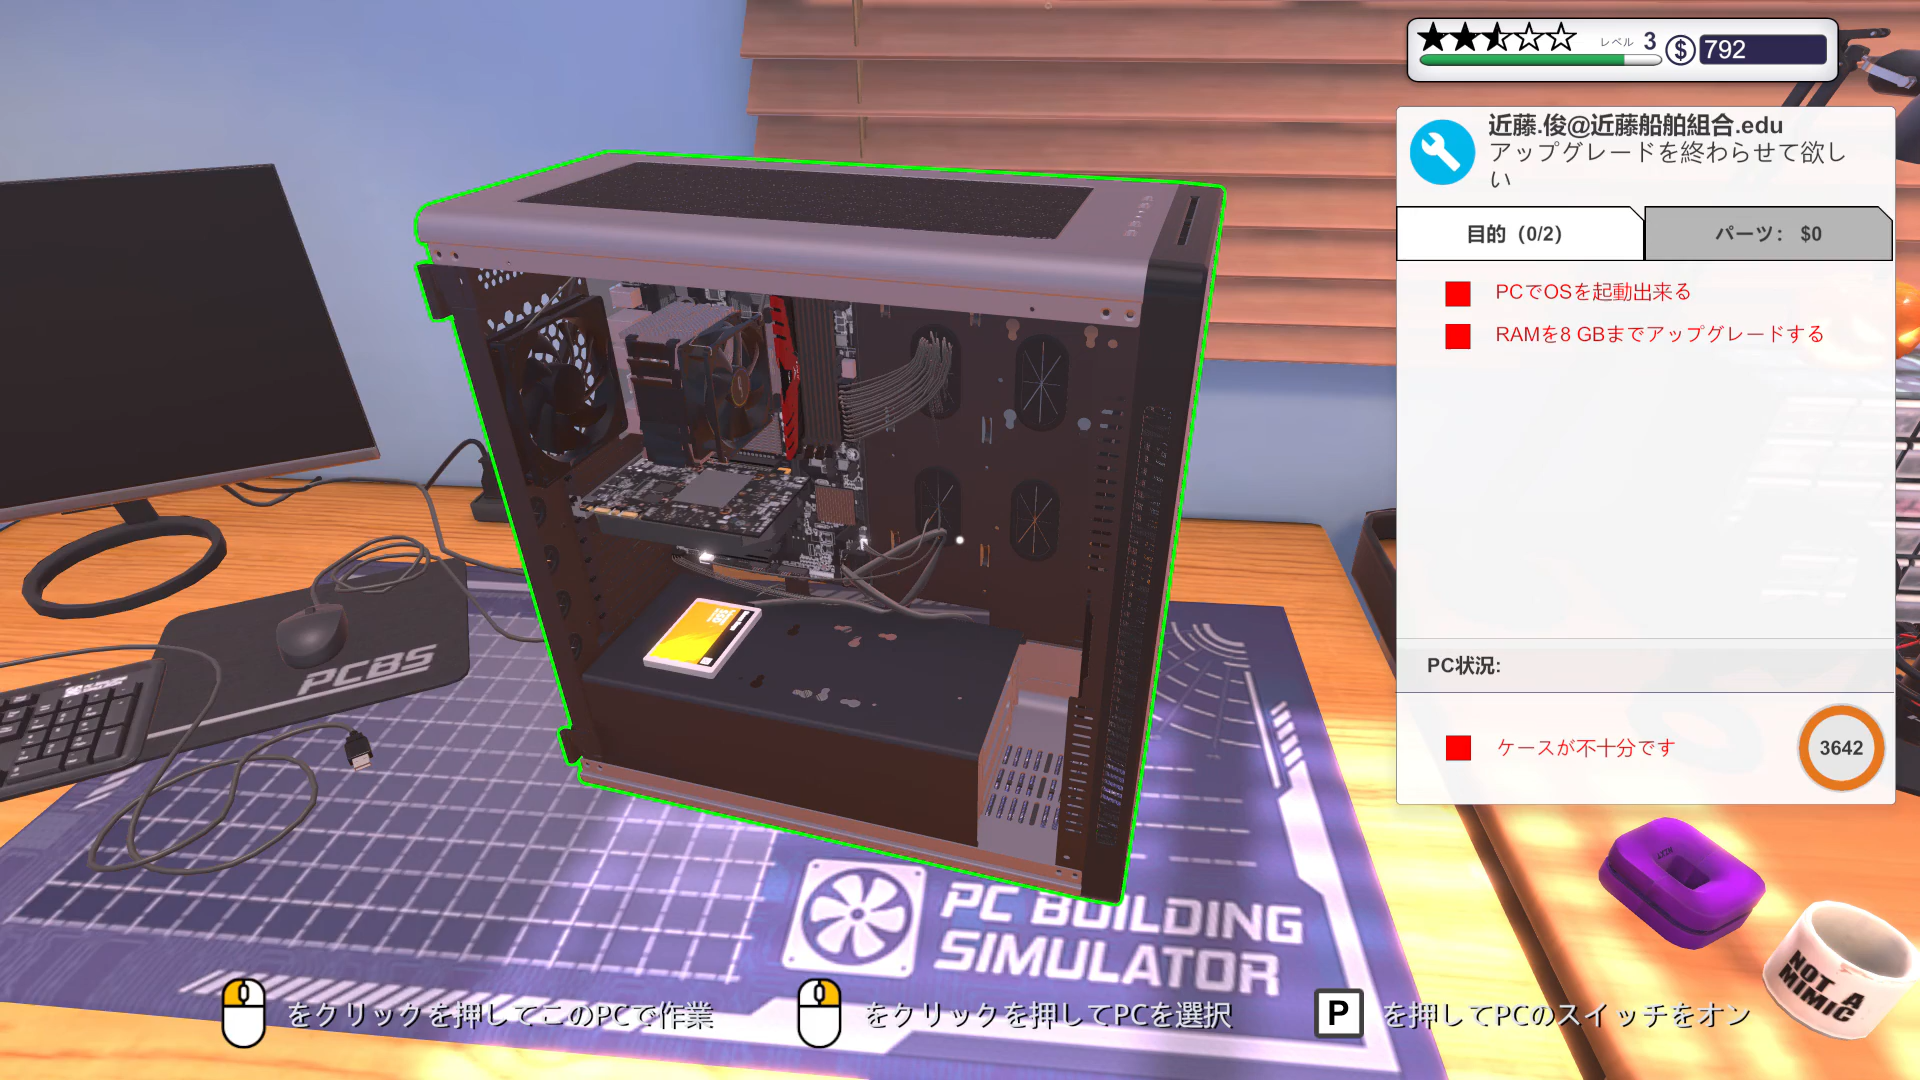 レベル 3
$ 792
近藤.俊@近藤船舶組合.edu
アップグレードを終わらせて欲し
い
目的 (0/2)
パーツ: $0
PCでOSを起動出来る
RAMを8 GBまでアップグレードする
PC状況:
ケースが不十分です
3642
PCBS
PC BUILDING
SIMULATOR
NZXT
NOT A
MIMIC
をクリックを押してこのPCで作業
をクリックを押してPCを選択
P
を押してPCのスイッチをオン